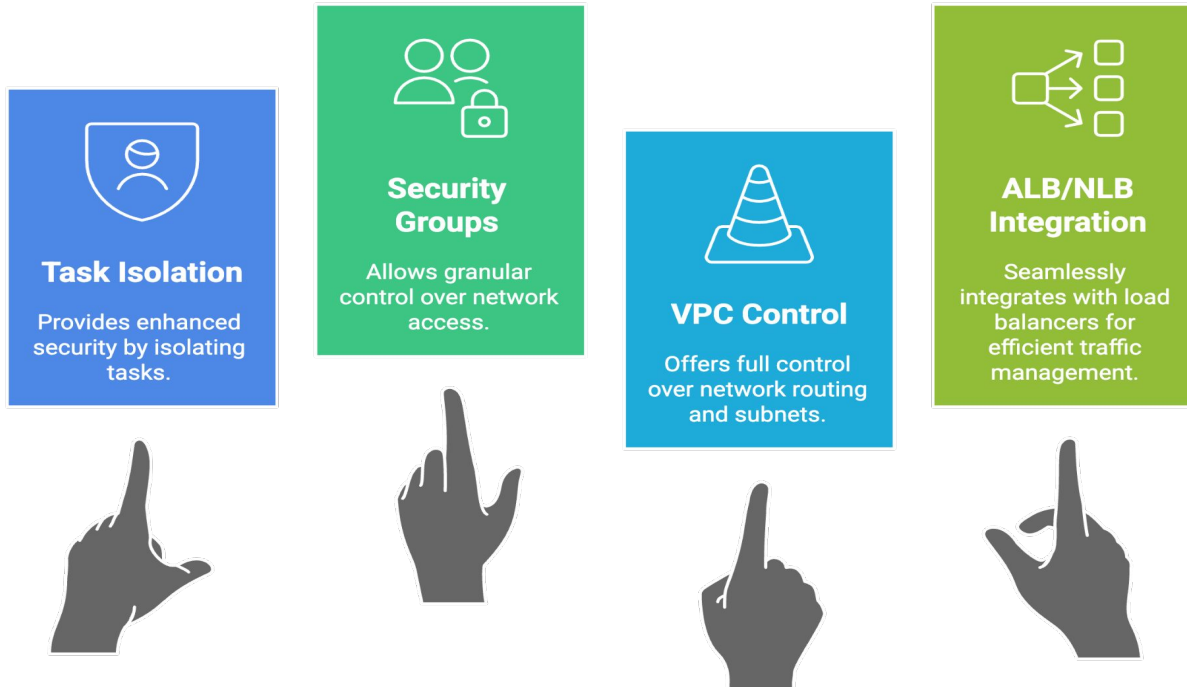 Task Isolation
Provides enhanced
security by isolating
tasks.
Security
Groups
Allows granular
control over network
access.
VPC Control
Offers full control
over network routing
and subnets.
ALB/NLB
Integration
Seamlessly
integrates with load
balancers for
efficient traffic
management.